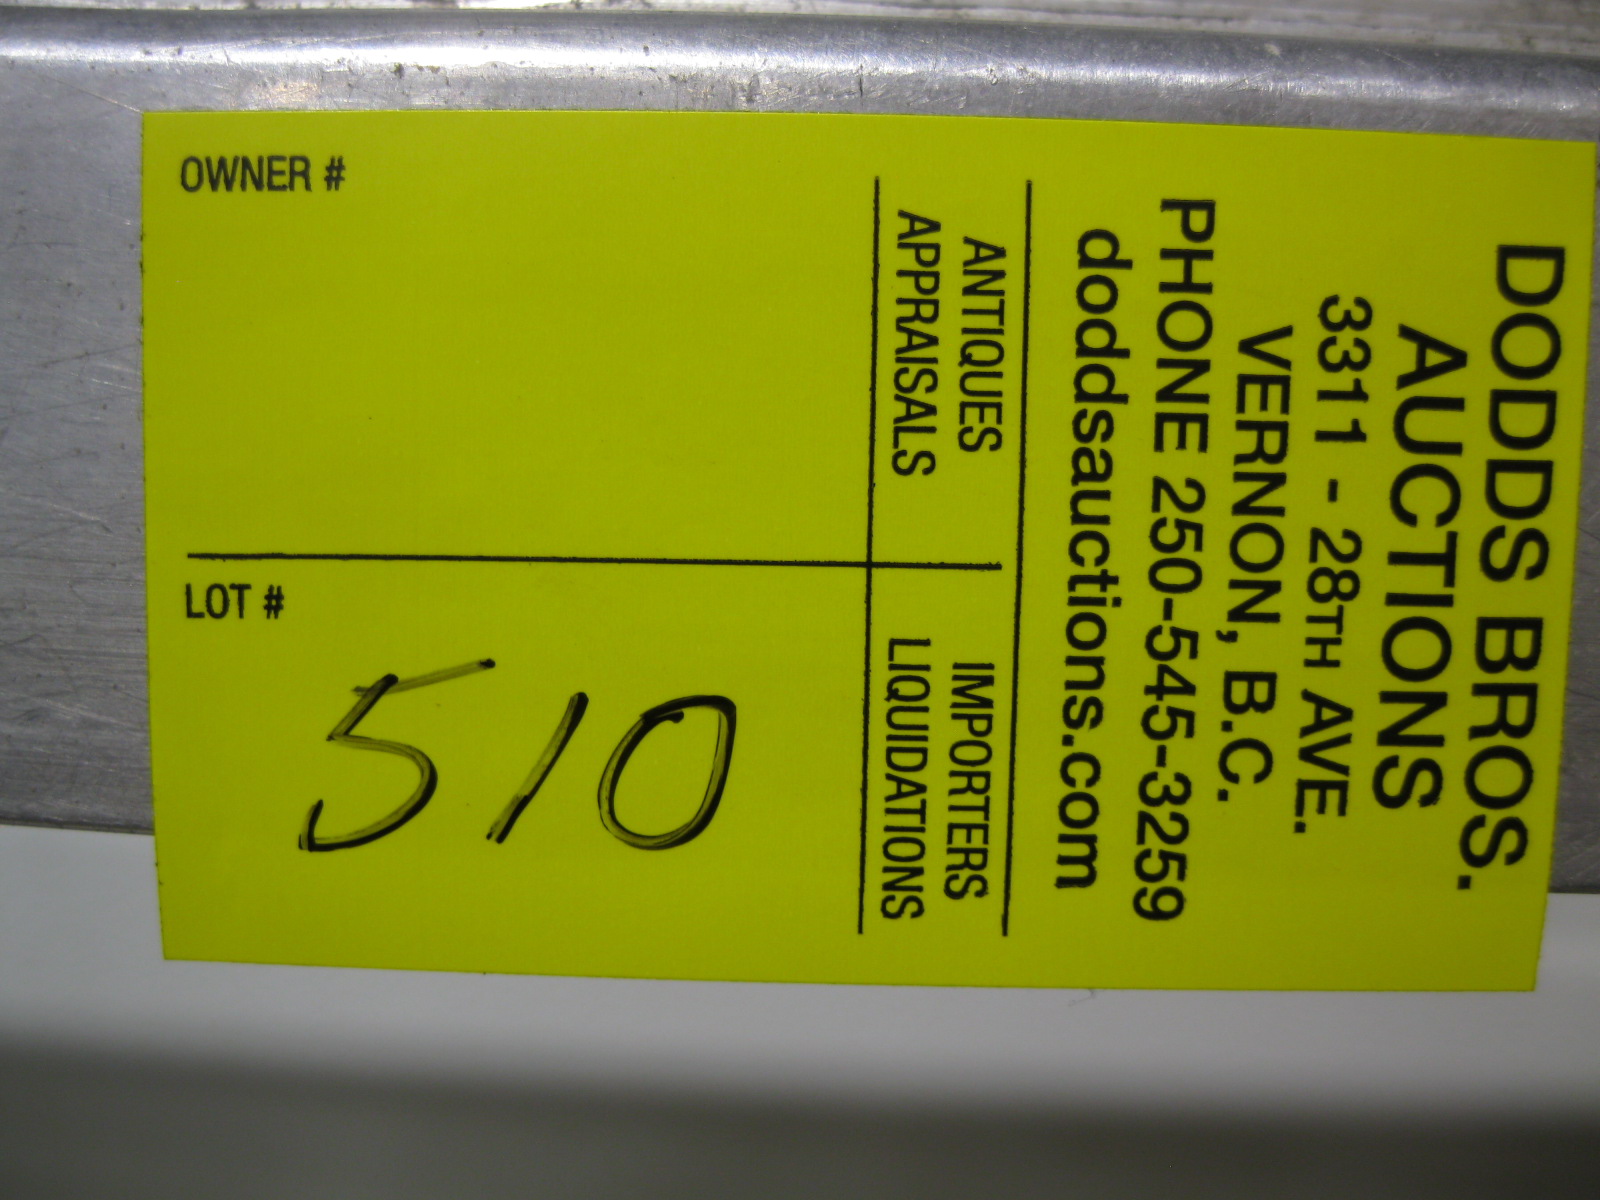 DODDS BROS.
AUCTIONS
3311 - 28TH AVE.
VERNON, B.C.
PHONE 250-545-3259
doddsauctions.com
ANTIQUES
APPRAISALS
IMPORTERS
LIQUIDATIONS
OWNER #
LOT #
510